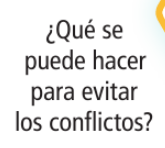 ¿Qué se
puede hacer
para evitar
los conflictos?